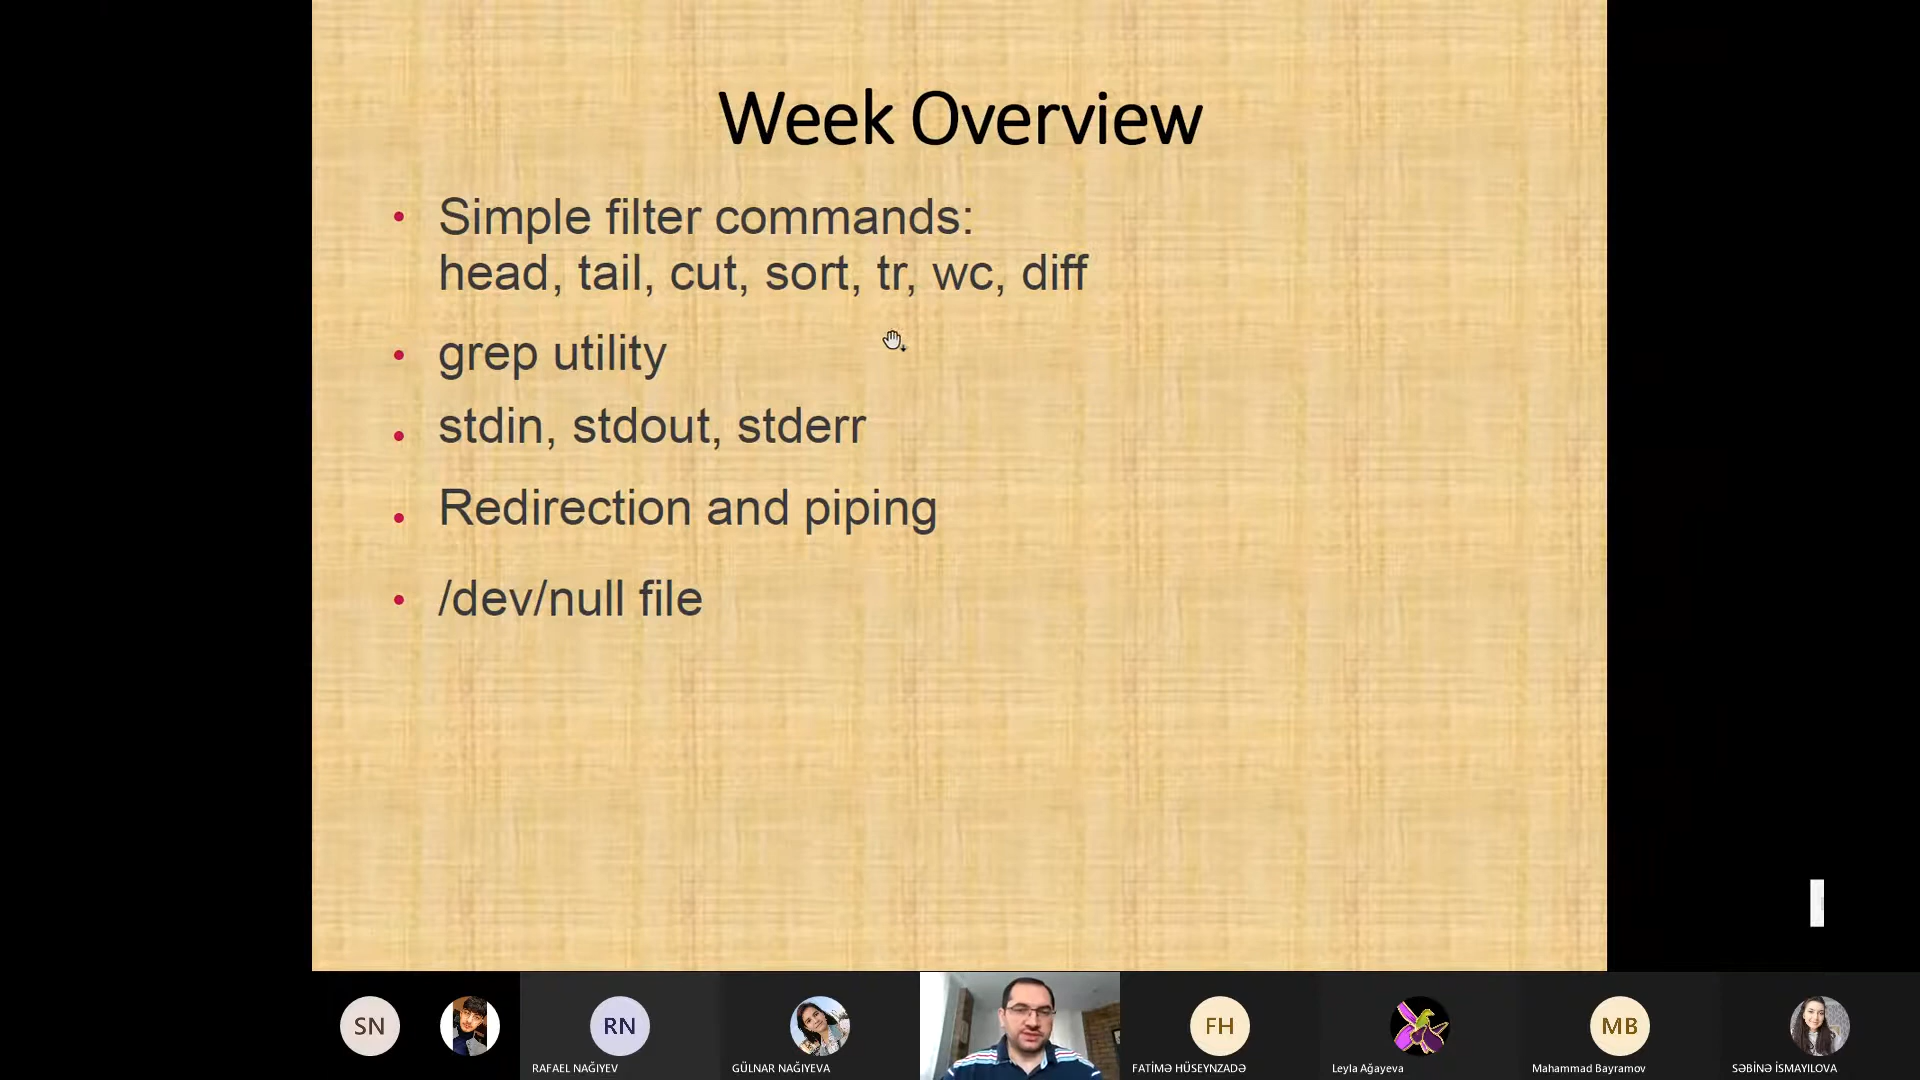 Week Overview
• Simple filter commands:
head, tail, cut, sort, tr, wc, diff
• grep utility
• stdin, stdout, stderr
• Redirection and piping
• /dev/null file
SN
RN
FH
MB
RAFAEL NAĞIYEV
GÜLNAR NAĞIYEVA
FATİMƏ HÜSEYNZADƏ
Leyla Ağayeva
Mahammad Bayramov
SƏBİNƏ İSMAYILOVA